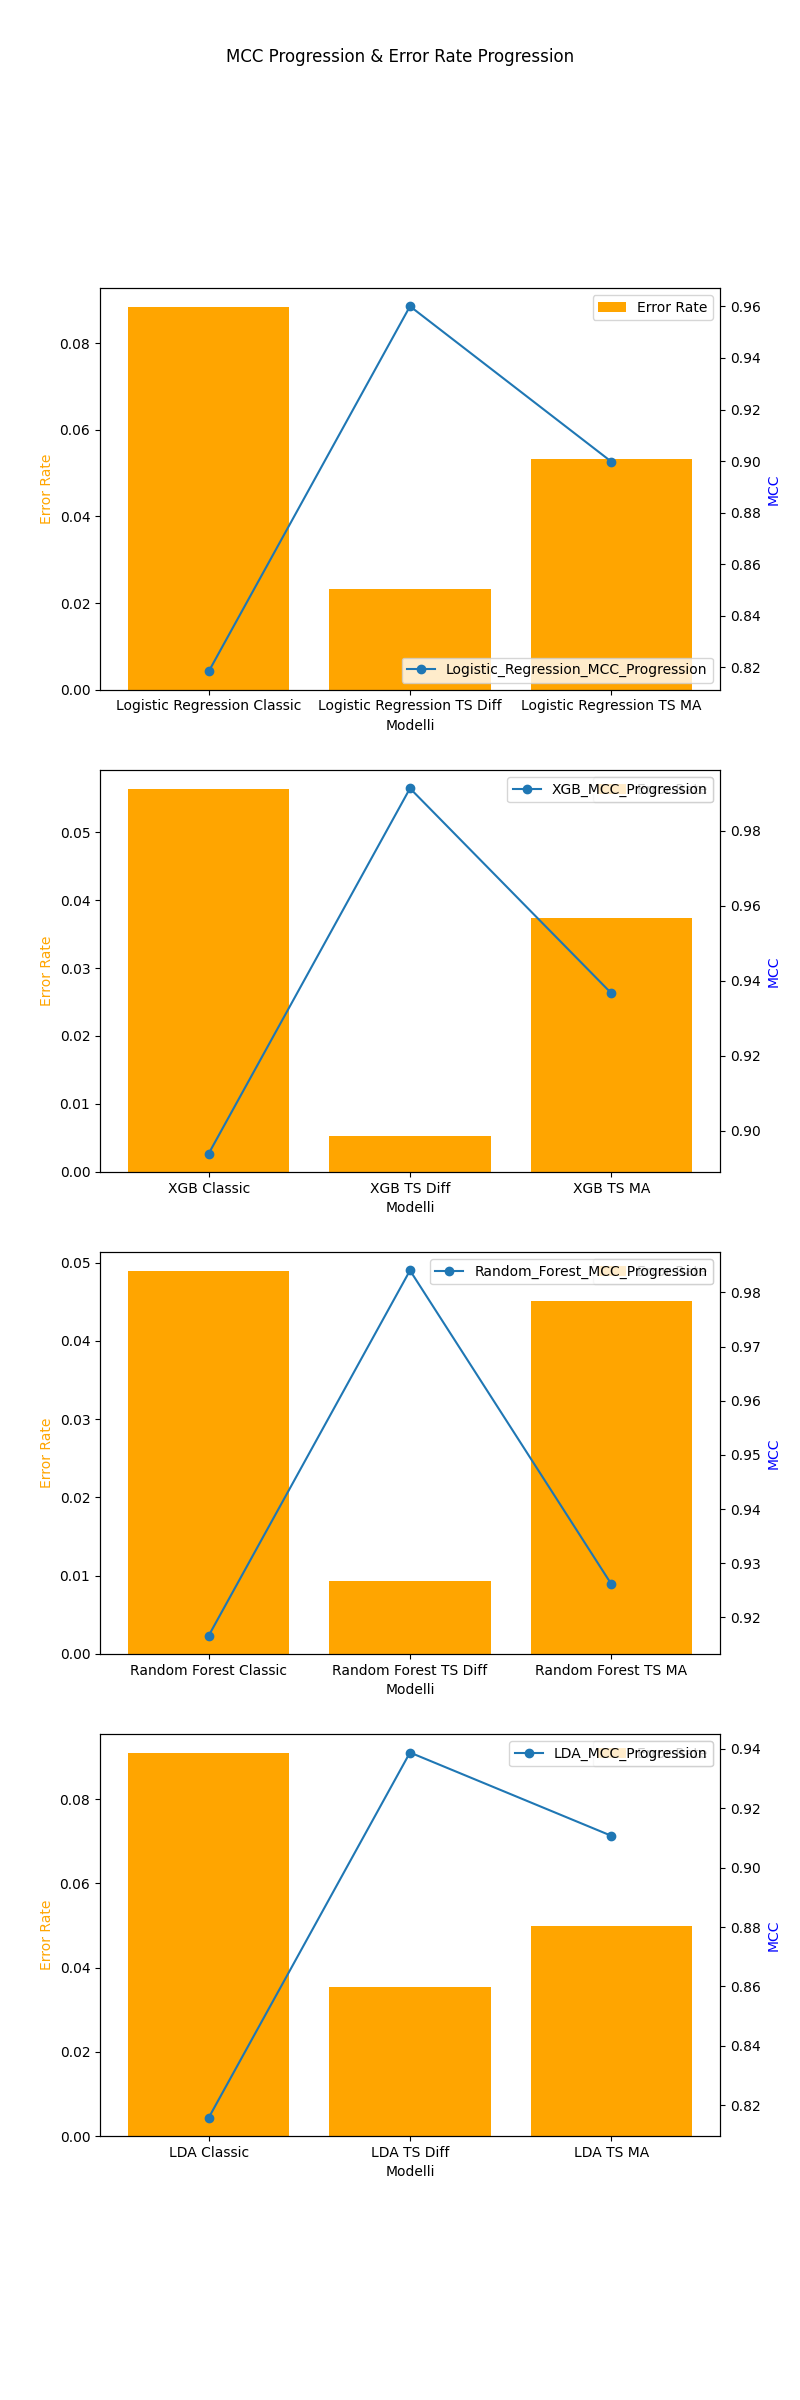 MCC Progression & Error Rate Progression
Error Rate
0.08
0.06
0.04
0.02
0.00
Error Rate
0.96
0.94
0.92
0.90
0.88
0.86
0.84
0.82
MCC
Logistic_Regression_MCC_Progression
Logistic Regression Classic Logistic Regression TS Diff Logistic Regression TS MA
Modelli
XGB_MCC_Progression
0.05
0.04
0.03
0.02
0.01
0.00
Error Rate
0.98
0.96
0.94
0.92
0.90
MCC
XGB Classic XGB TS Diff XGB TS MA
Modelli
Random_Forest_MCC_Progression
0.05
0.04
0.03
0.02
0.01
0.00
Error Rate
0.98
0.97
0.96
0.95
0.94
0.93
0.92
MCC
Random Forest Classic Random Forest TS Diff Random Forest TS MA
Modelli
LDA_MCC_Progression
0.08
0.06
0.04
0.02
0.00
Error Rate
0.94
0.92
0.90
0.88
0.86
0.84
0.82
MCC
LDA Classic LDA TS Diff LDA TS MA
Modelli